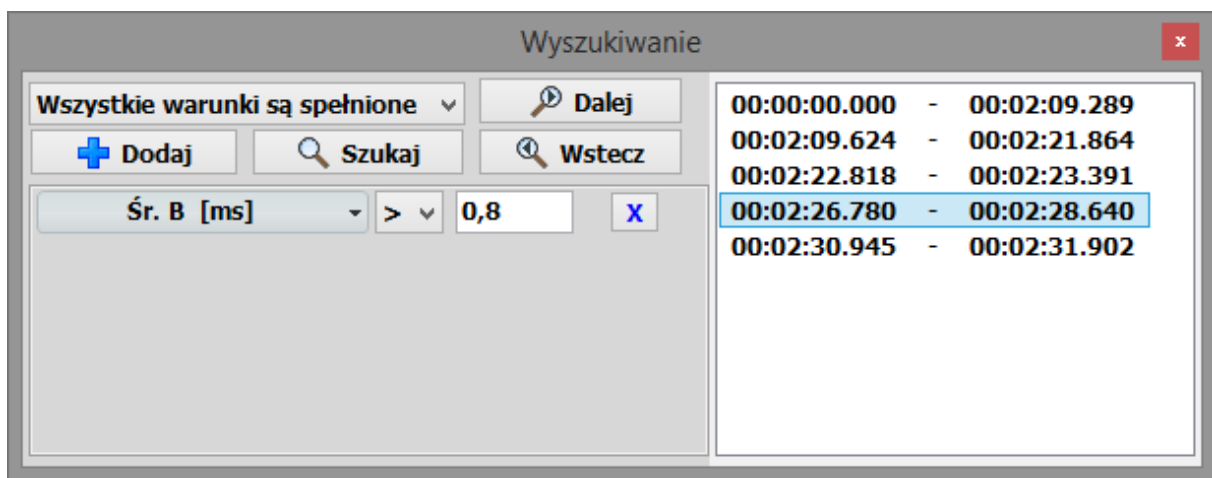 Wyszukiwanie
x
Wszystkie warunki są spełnione
Dalej
Dodaj
Szukaj
Wstecz
Śr. B [ms]
>
0,8
X
00:00:00.000 - 00:02:09.289
00:02:09.624 - 00:02:21.864
00:02:22.818 - 00:02:23.391
00:02:26.780 - 00:02:28.640
00:02:30.945 - 00:02:31.902